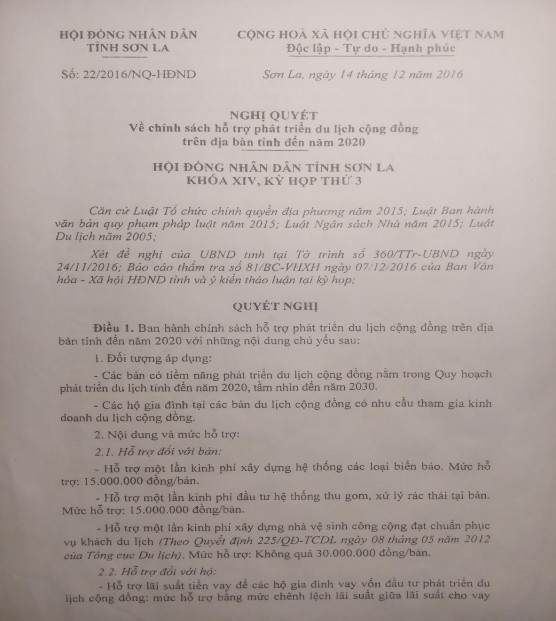 HỘI ĐỒNG NHÂN DÂN
TỈNH SƠN LA
CỘNG HOÀ XÃ HỘI CHỦ NGHĨA VIỆT NAM
Độc lập - Tự do - Hạnh phúc
Số: 22/2016/NQ-HĐND
Sơn La, ngày 14 tháng 12 năm 2016
NGHỊ QUYẾT
Về chính sách hỗ trợ phát triển du lịch cộng đồng
trên địa bàn tỉnh đến năm 2020
HỘI ĐỒNG NHÂN DÂN TỈNH SƠN LA
KHÓA XIV, KỲ HỌP THỨ 3
Căn cứ Luật Tổ chức chính quyền địa phương năm 2015; Luật Ban hành
văn bản quy phạm pháp luật năm 2015; Luật Ngân sách Nhà năm 2015; Luật
Du lịch năm 2005;
Xét đề nghị của UBND tỉnh tại Tờ trình số 360/TTr-UBND ngày
24/11/2016; Báo cáo thẩm tra số 81/BC-VHXH ngày 07/12/2016 của Ban Văn
hóa - Xã hội HĐND tỉnh và ý kiến thảo luận tại kỳ họp;
QUYẾT NGHỊ
Điều 1. Ban hành chính sách hỗ trợ phát triển du lịch cộng đồng trên địa
bàn tỉnh đến năm 2020 với những nội dung chủ yếu sau:
1. Đối tượng áp dụng:
- Các bản có tiềm năng phát triển du lịch cộng đồng nằm trong Quy hoạch
phát triển du lịch tỉnh đến năm 2020, tầm nhìn đến năm 2030.
- Các hộ gia đình tại các bản du lịch cộng đồng có nhu cầu tham gia kinh
doanh du lịch cộng đồng.
2. Nội dung và mức hỗ trợ:
2.1. Hỗ trợ đối với bản:
- Hỗ trợ một lần kinh phí xây dựng hệ thống các loại biển báo. Mức hỗ
trợ: 15.000.000 đồng/bản.
- Hỗ trợ một lần kinh phí đầu tư hệ thống thu gom, xử lý rác thải tại bản.
Mức hỗ trợ: 15.000.000 đồng/bản.
- Hỗ trợ một lần kinh phí xây dựng nhà vệ sinh công cộng đạt chuẩn phục
vụ khách du lịch (Theo Quyết định 225/QĐ-TCDL ngày 08 tháng 05 năm 2012
của Tổng cục Du lịch). Mức hỗ trợ: Không quá 30.000.000 đồng/bản.
2.2. Hỗ trợ đối với hộ:
- Hỗ trợ lãi suất tiền vay để các hộ gia đình vay vốn đầu tư phát triển du
lịch cộng đồng: mức hỗ trợ bằng mức chênh lệch lãi suất giữa lãi suất cho vay